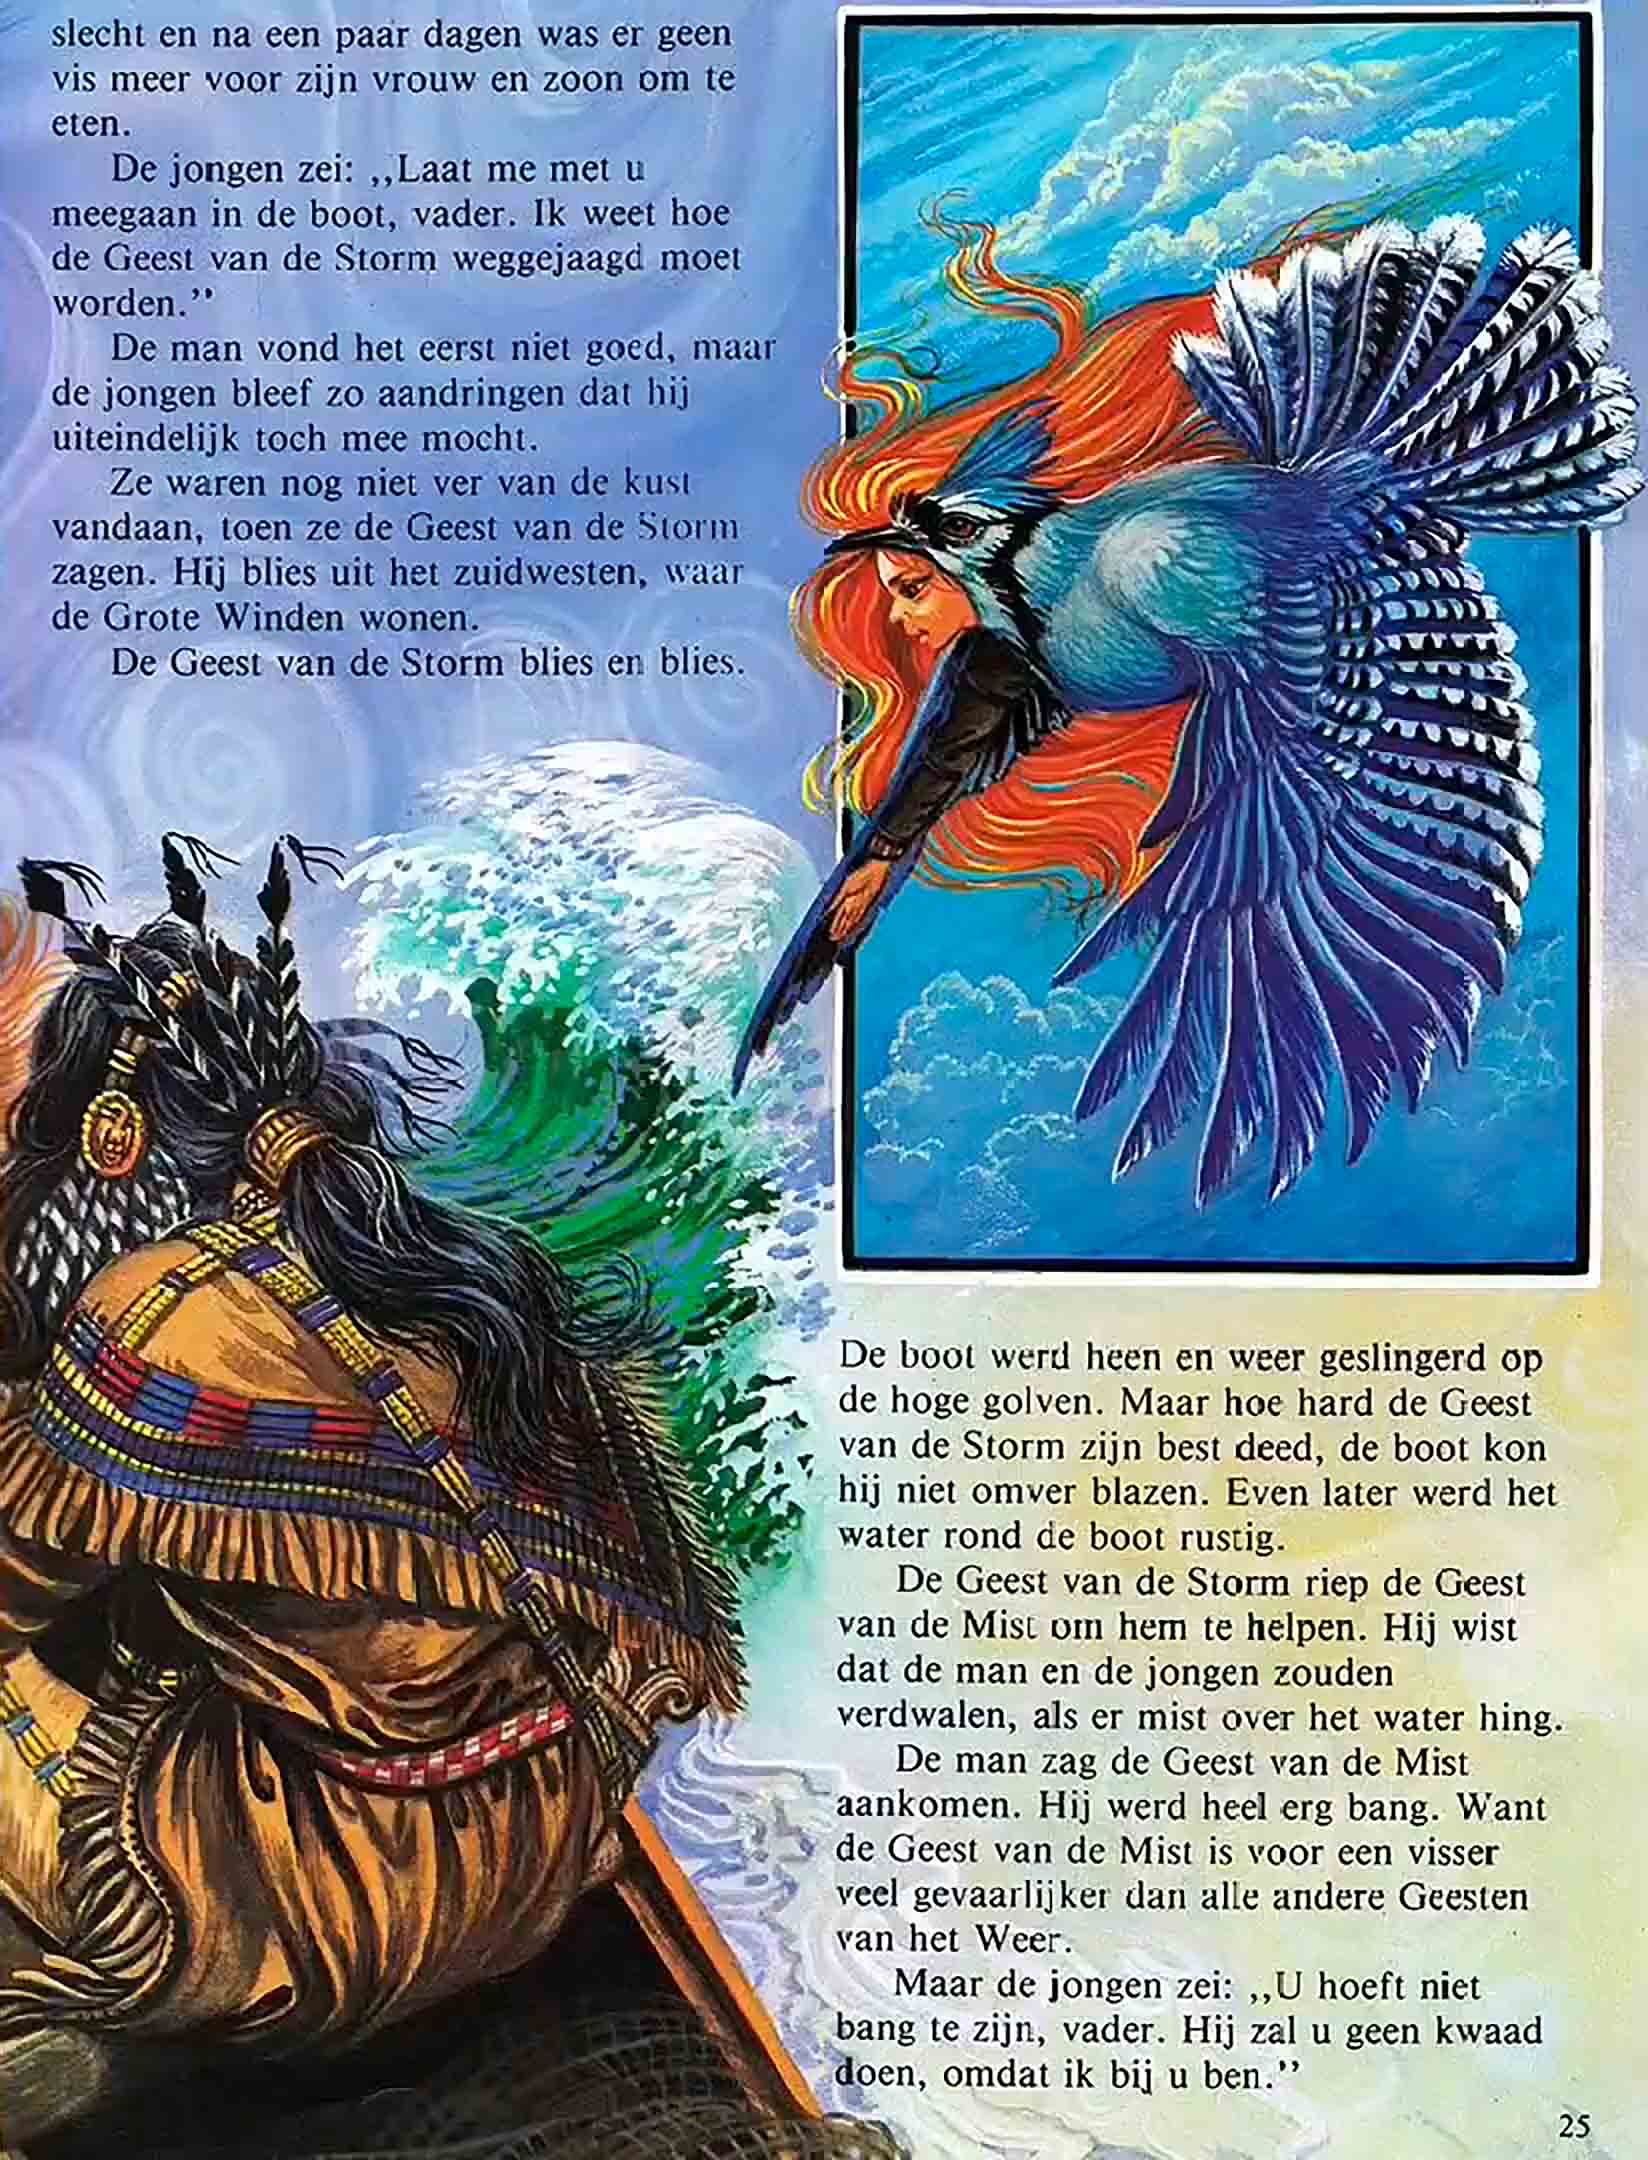 slecht en na een paar dagen was er geen
vis meer voor zijn vrouw en zoon om te
eten.
De jongen zei: ,,Laat me met u
meegaan in de boot, vader. Ik weet hoe
de Geest van de Storm weggejaagd moet
worden.’’
De man vond het eerst niet goed, maar
de jongen bleef zo aandringen dat hij
uiteindelijk toch mee mocht.
Ze waren nog niet ver van de kust
vandaan, toen ze de Geest van de Storm
zagen. Hij blies uit het zuidwesten, waar
de Grote Winden wonen.
De Geest van de Storm blies en blies.
De boot werd heen en weer geslingerd op
de hoge golven. Maar hoe hard de Geest
van de Storm zijn best deed, de boot kon
hij niet omver blazen. Even later werd het
water rond de boot rustig.
De Geest van de Storm riep de Geest
van de Mist om hem te helpen. Hij wist
dat de man en de jongen zouden
verdwalen, als er mist over het water hing.
De man zag de Geest van de Mist
aankomen. Hij werd heel erg bang. Want
de Geest van de Mist is voor een visser
veel gevaarlijker dan alle andere Geesten
van het Weer.
Maar de jongen zei: ,,U hoeft niet
bang te zijn, vader. Hij zal u geen kwaad
doen, omdat ik bij u ben.’’
25